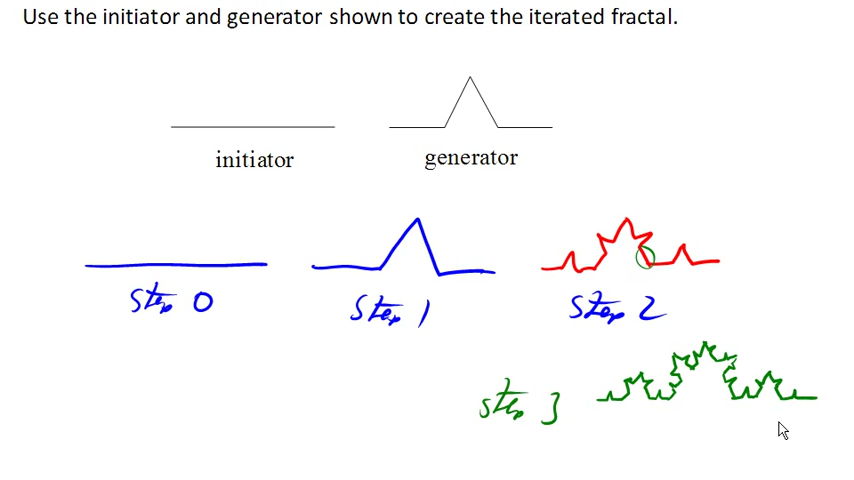 Use the initiator and generator shown to create the iterated fractal.
initiator
generator
Step 0
Step 1
Step 2
step 3